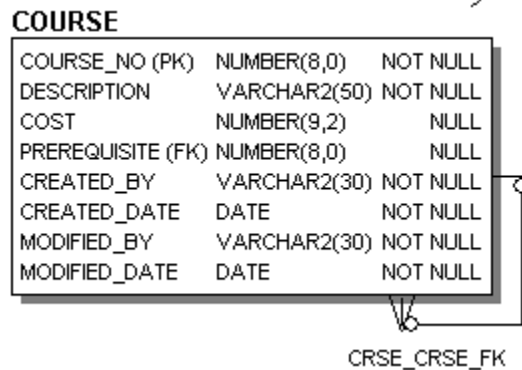 COURSE
COURSE_NO (PK) NUMBER(8,0) NOT NULL
DESCRIPTION VARCHAR2(50) NOT NULL
COST NUMBER(9,2) NULL
PREREQUISITE (FK) NUMBER(8,0) NULL
CREATED_BY VARCHAR2(30) NOT NULL
CREATED_DATE DATE NOT NULL
MODIFIED_BY VARCHAR2(30) NOT NULL
MODIFIED_DATE DATE NOT NULL
CRSE_CRSE_FK